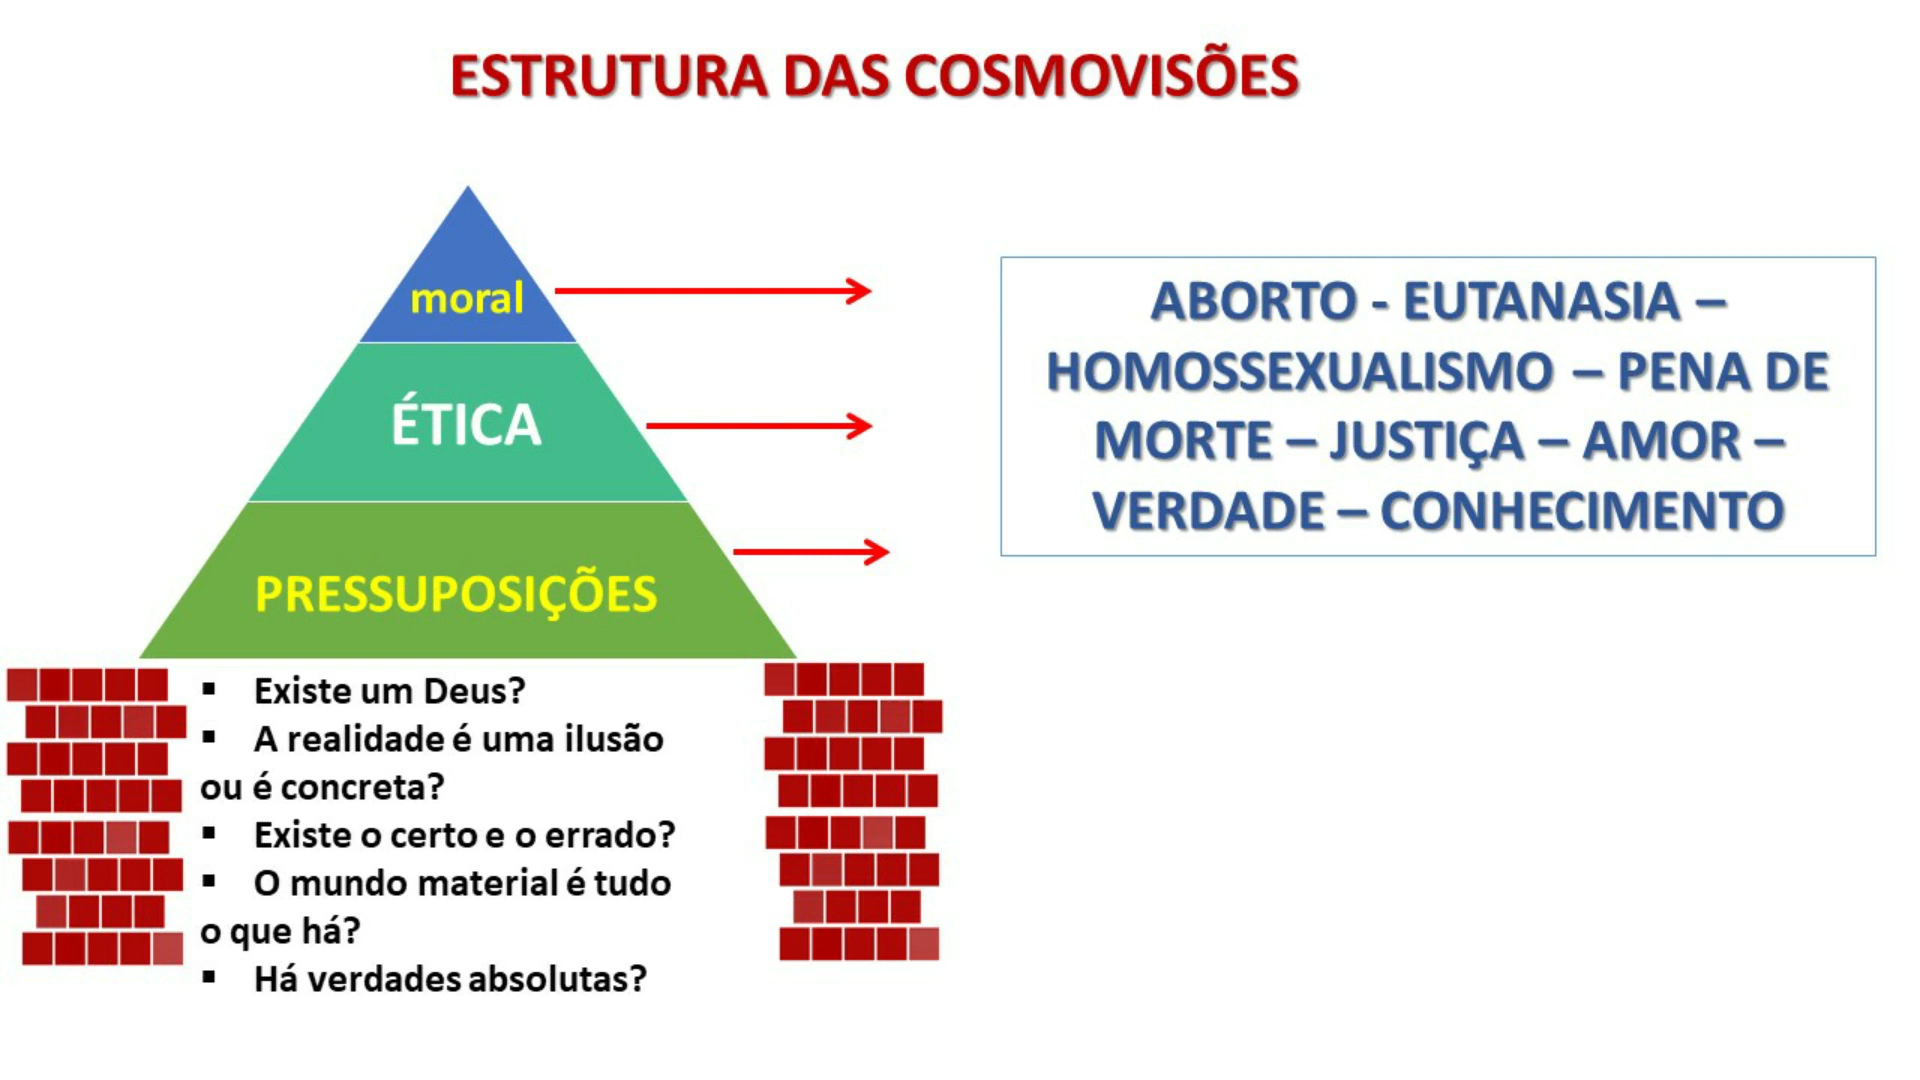 ESTRUTURA DAS COSMOVISÕES
moral
ÉTICA
PRESSUPOSIÇÕES
ABORTO - EUTANASIA –
HOMOSSEXUALISMO – PENA DE
MORTE – JUSTIÇA – AMOR –
VERDADE – CONHECIMENTO
▪ Existe um Deus?
▪ A realidade é uma ilusão
ou é concreta?
▪ Existe o certo e o errado?
▪ O mundo material é tudo
o que há?
▪ Há verdades absolutas?